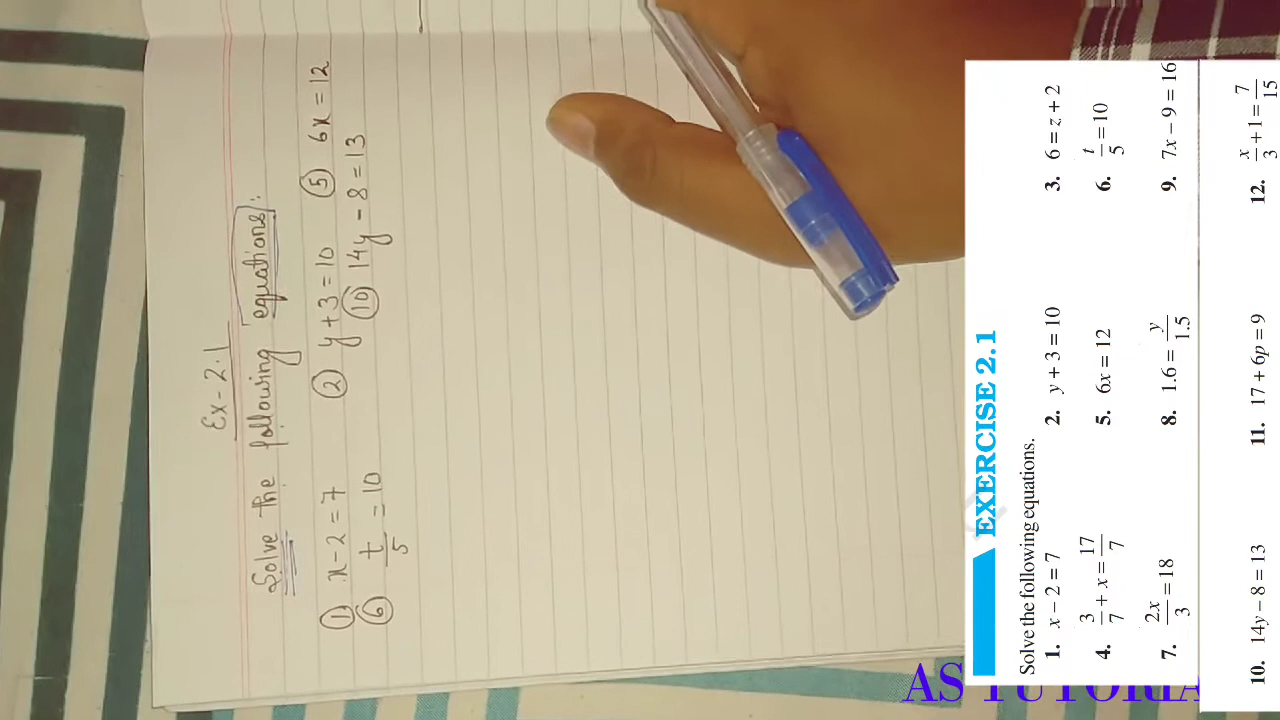 Ex-2.1
Solve the following equations:
① x-2=7 ② y+3=10 ⑤ 6x=12
⑥ t/5 =10 ⑩ 14y-8=13
EXERCISE 2.1
Solve the following equations.
1. x – 2 = 7 2. y + 3 = 10 3. 6 = z + 2
4. 3/7 + x = 17/7 5. 6x = 12 6. t/5 = 10
7. 2x/3 = 18 8. 1.6 = y/1.5 9. 7x – 9 = 16
10. 14y – 8 = 13 11. 17 + 6p = 9 12. x/3 + 1 = 7/15
AS TUTORIA